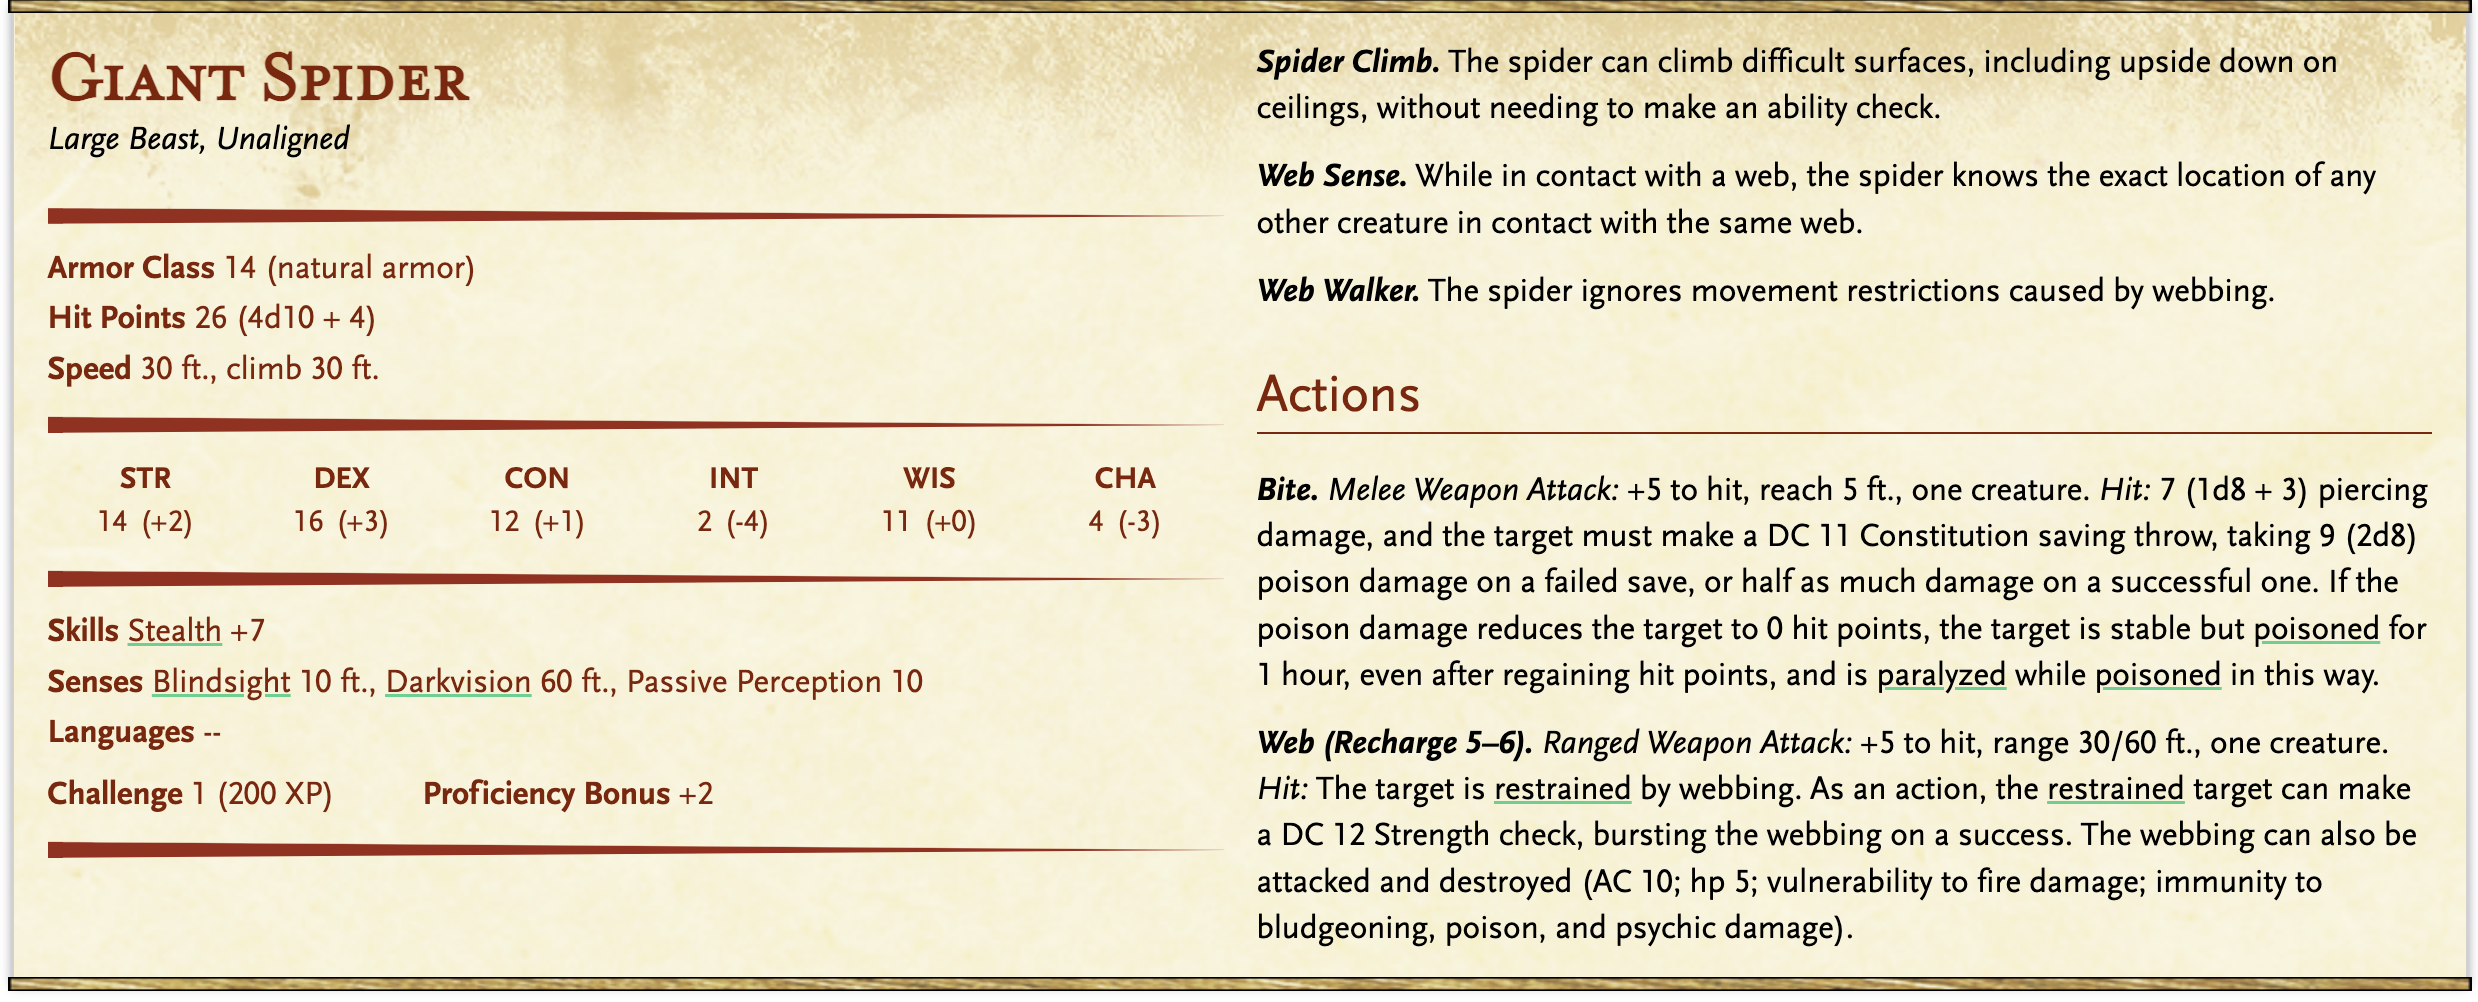 Giant Spider
Large Beast, Unaligned
Armor Class 14 (natural armor)
Hit Points 26 (4d10 + 4)
Speed 30 ft., climb 30 ft.
STR DEX CON INT WIS CHA
14 (+2) 16 (+3) 12 (+1) 2 (-4) 11 (+0) 4 (-3)
Skills Stealth +7
Senses Blindsight 10 ft., Darkvision 60 ft., Passive Perception 10
Languages --
Challenge 1 (200 XP) Proficiency Bonus +2
Spider Climb. The spider can climb difficult surfaces, including upside down on
ceilings, without needing to make an ability check.
Web Sense. While in contact with a web, the spider knows the exact location of any
other creature in contact with the same web.
Web Walker. The spider ignores movement restrictions caused by webbing.
Actions
Bite. Melee Weapon Attack: +5 to hit, reach 5 ft., one creature. Hit: 7 (1d8 + 3) piercing
damage, and the target must make a DC 11 Constitution saving throw, taking 9 (2d8)
poison damage on a failed save, or half as much damage on a successful one. If the
poison damage reduces the target to 0 hit points, the target is stable but poisoned for
1 hour, even after regaining hit points, and is paralyzed while poisoned in this way.
Web (Recharge 5–6). Ranged Weapon Attack: +5 to hit, range 30/60 ft., one creature.
Hit: The target is restrained by webbing. As an action, the restrained target can make
a DC 12 Strength check, bursting the webbing on a success. The webbing can also be
attacked and destroyed (AC 10; hp 5; vulnerability to fire damage; immunity to
bludgeoning, poison, and psychic damage).